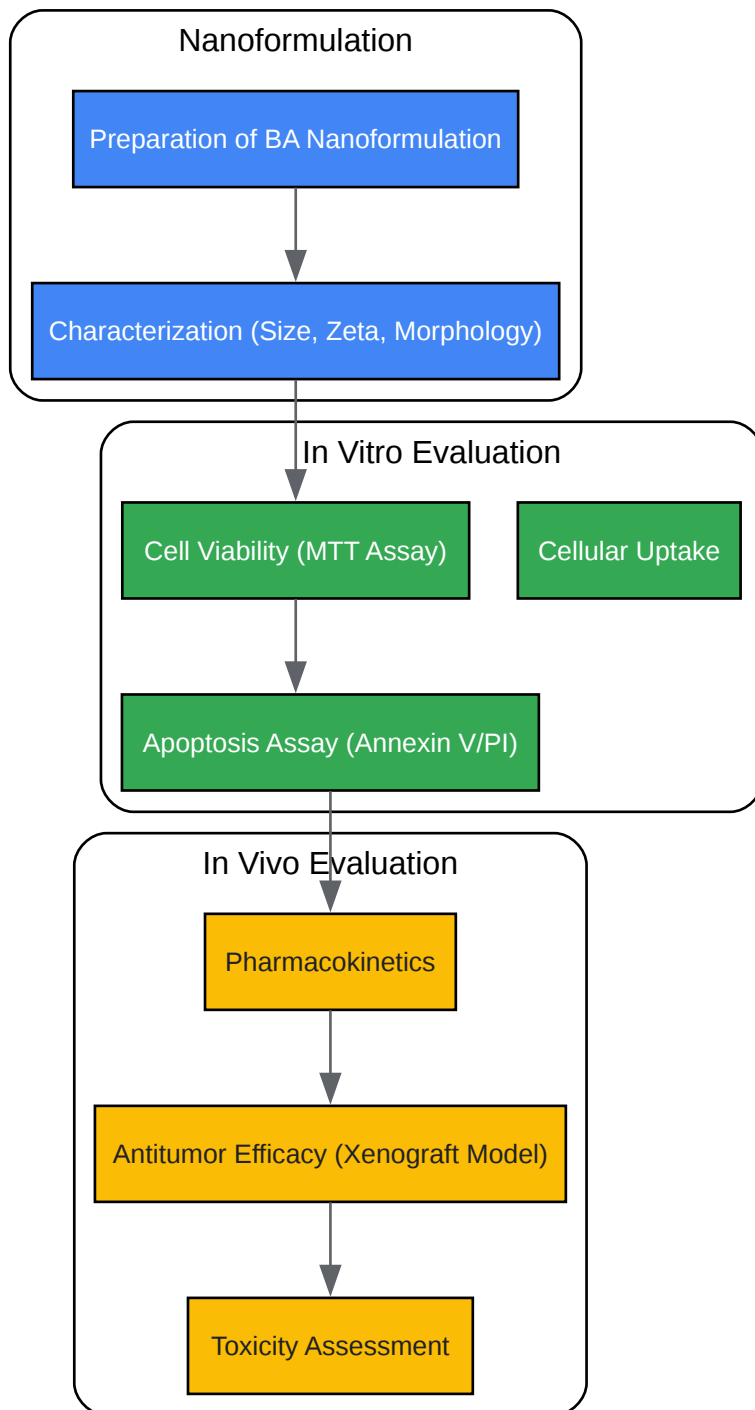 Nanoformulation
Preparation of BA Nanoformulation
Characterization (Size, Zeta, Morphology)
In Vitro Evaluation
Cell Viability (MTT Assay)
Cellular Uptake
Apoptosis Assay (Annexin V/PI)
In Vivo Evaluation
Pharmacokinetics
Antitumor Efficacy (Xenograft Model)
Toxicity Assessment